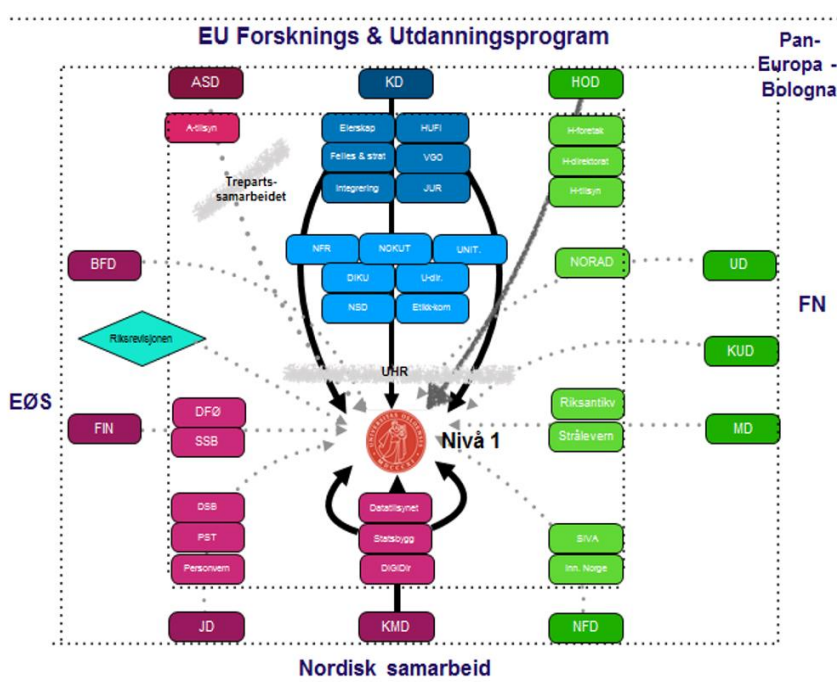 EU Forsknings & Utdanningsprogram
Pan-
Europa -
Bologna
ASD
KD
HOD
A-tilsyn
Eierskap
HUFI
H-foretak
Felles & strat
VGO
H-direktorat
Integrering
JUR
H-tilsyn
Treparts-
samarbeidet
NFR
NOKUT
UNIT.
BFD
NORAD
UD
DIKU
U-dir.
NSD
Etikk-kom
FN
Riksrevisjonen
KUD
UHR
EØS
DFØ
Riksantikv
FIN
MD
SSB
UNIVERSITAS OSLOENSIS
MDCCCXI
Nivå 1
Strålevern
DSB
Datatilsynet
PST
Statsbygg
SIVA
Personvern
DIGIDir
Inn. Norge
JD
KMD
NFD
Nordisk samarbeid